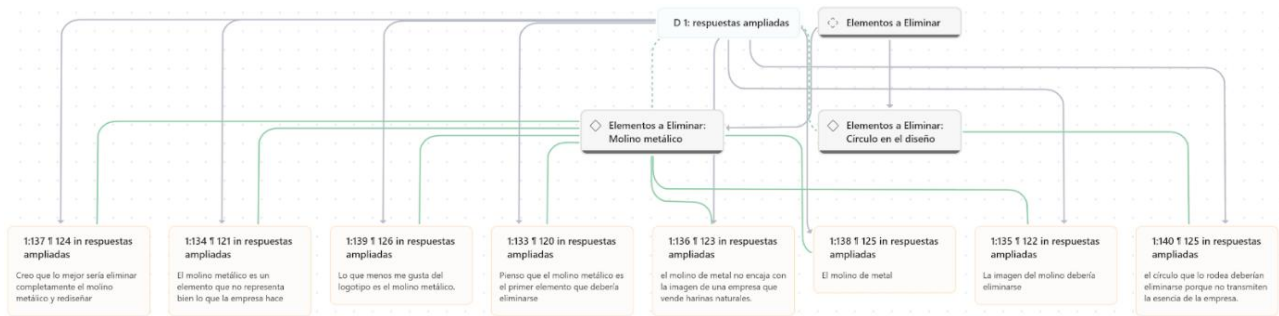 D 1: respuestas ampliadas
Elementos a Eliminar
Elementos a Eliminar:
Molino metálico
Elementos a Eliminar:
Círculo en el diseño
1:137 ¶ 124 in respuestas
ampliadas
Creo que lo mejor sería eliminar
completamente el molino
metálico y rediseñar
1:134 ¶ 121 in respuestas
ampliadas
El molino metálico es un
elemento que no representa
bien lo que la empresa hace
1:139 ¶ 126 in respuestas
ampliadas
Lo que menos me gusta del
logotipo es el molino metálico.
1:133 ¶ 120 in respuestas
ampliadas
Pienso que el molino metálico es
el primer elemento que debería
eliminarse
1:136 ¶ 123 in respuestas
ampliadas
el molino de metal no encaja con
la imagen de una empresa que
vende harinas naturales.
1:138 ¶ 125 in respuestas
ampliadas
El molino de metal
1:135 ¶ 122 in respuestas
ampliadas
La imagen del molino debería
eliminarse
1:140 ¶ 125 in respuestas
ampliadas
el círculo que lo rodea deberían
eliminarse porque no transmiten
la esencia de la empresa.